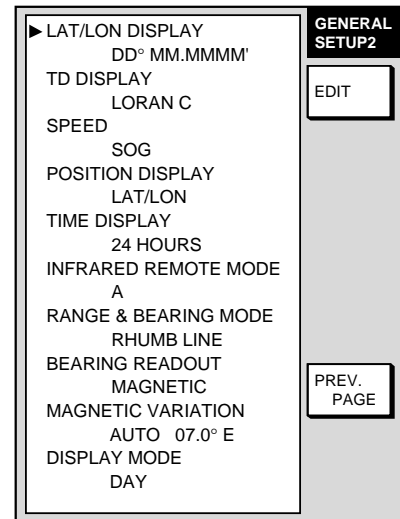 ▶ LAT/LON DISPLAY
DD° MM.MMMM'
TD DISPLAY
LORAN C
SPEED
SOG
POSITION DISPLAY
LAT/LON
TIME DISPLAY
24 HOURS
INFRARED REMOTE MODE
A
RANGE & BEARING MODE
RHUMB LINE
BEARING READOUT
MAGNETIC
MAGNETIC VARIATION
AUTO 07.0° E
DISPLAY MODE
DAY
GENERAL
SETUP2
EDIT
PREV.
PAGE